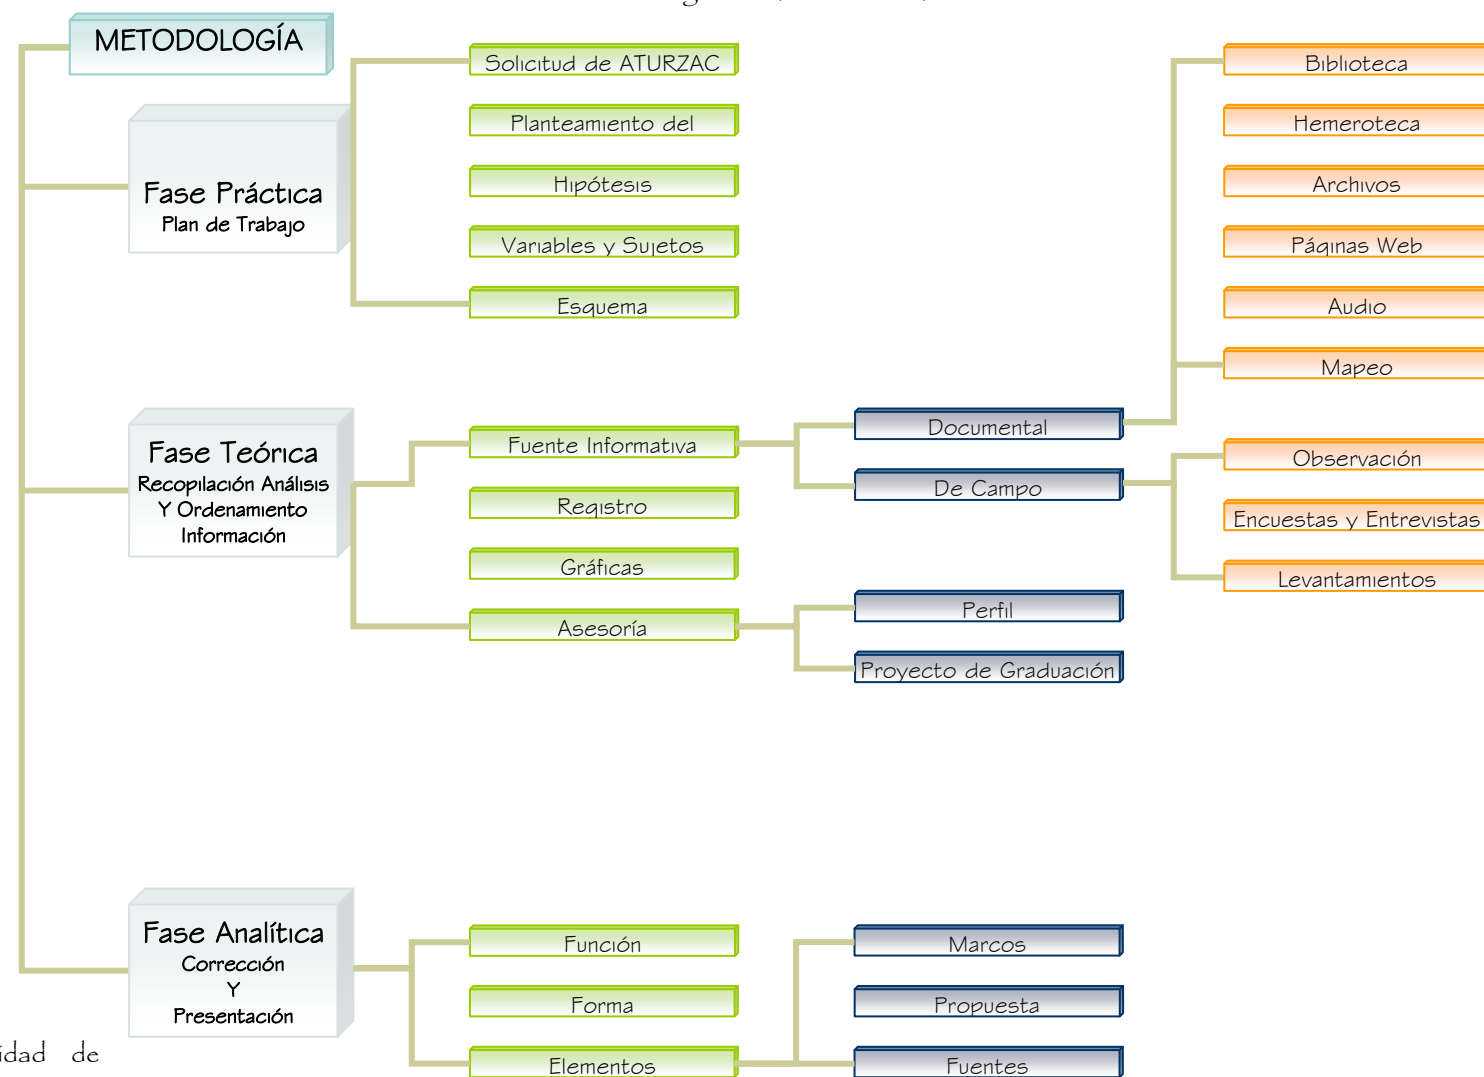 METODOLOGÍA
Fase Práctica
Plan de Trabajo
Solicitud de ATURZAC
Planteamiento del
Hipótesis
Variables y Sujetos
Esquema
Fase Teórica
Recopilación Análisis
Y Ordenamiento
Información
Fuente Informativa
Registro
Gráficas
Asesoría
Documental
De Campo
Perfil
Proyecto de Graduación
Biblioteca
Hemeroteca
Archivos
Páginas Web
Audio
Mapeo
Observación
Encuestas y Entrevistas
Levantamientos
Fase Analítica
Corrección
Y
Presentación
Función
Forma
Elementos
Marcos
Propuesta
Fuentes
idad de